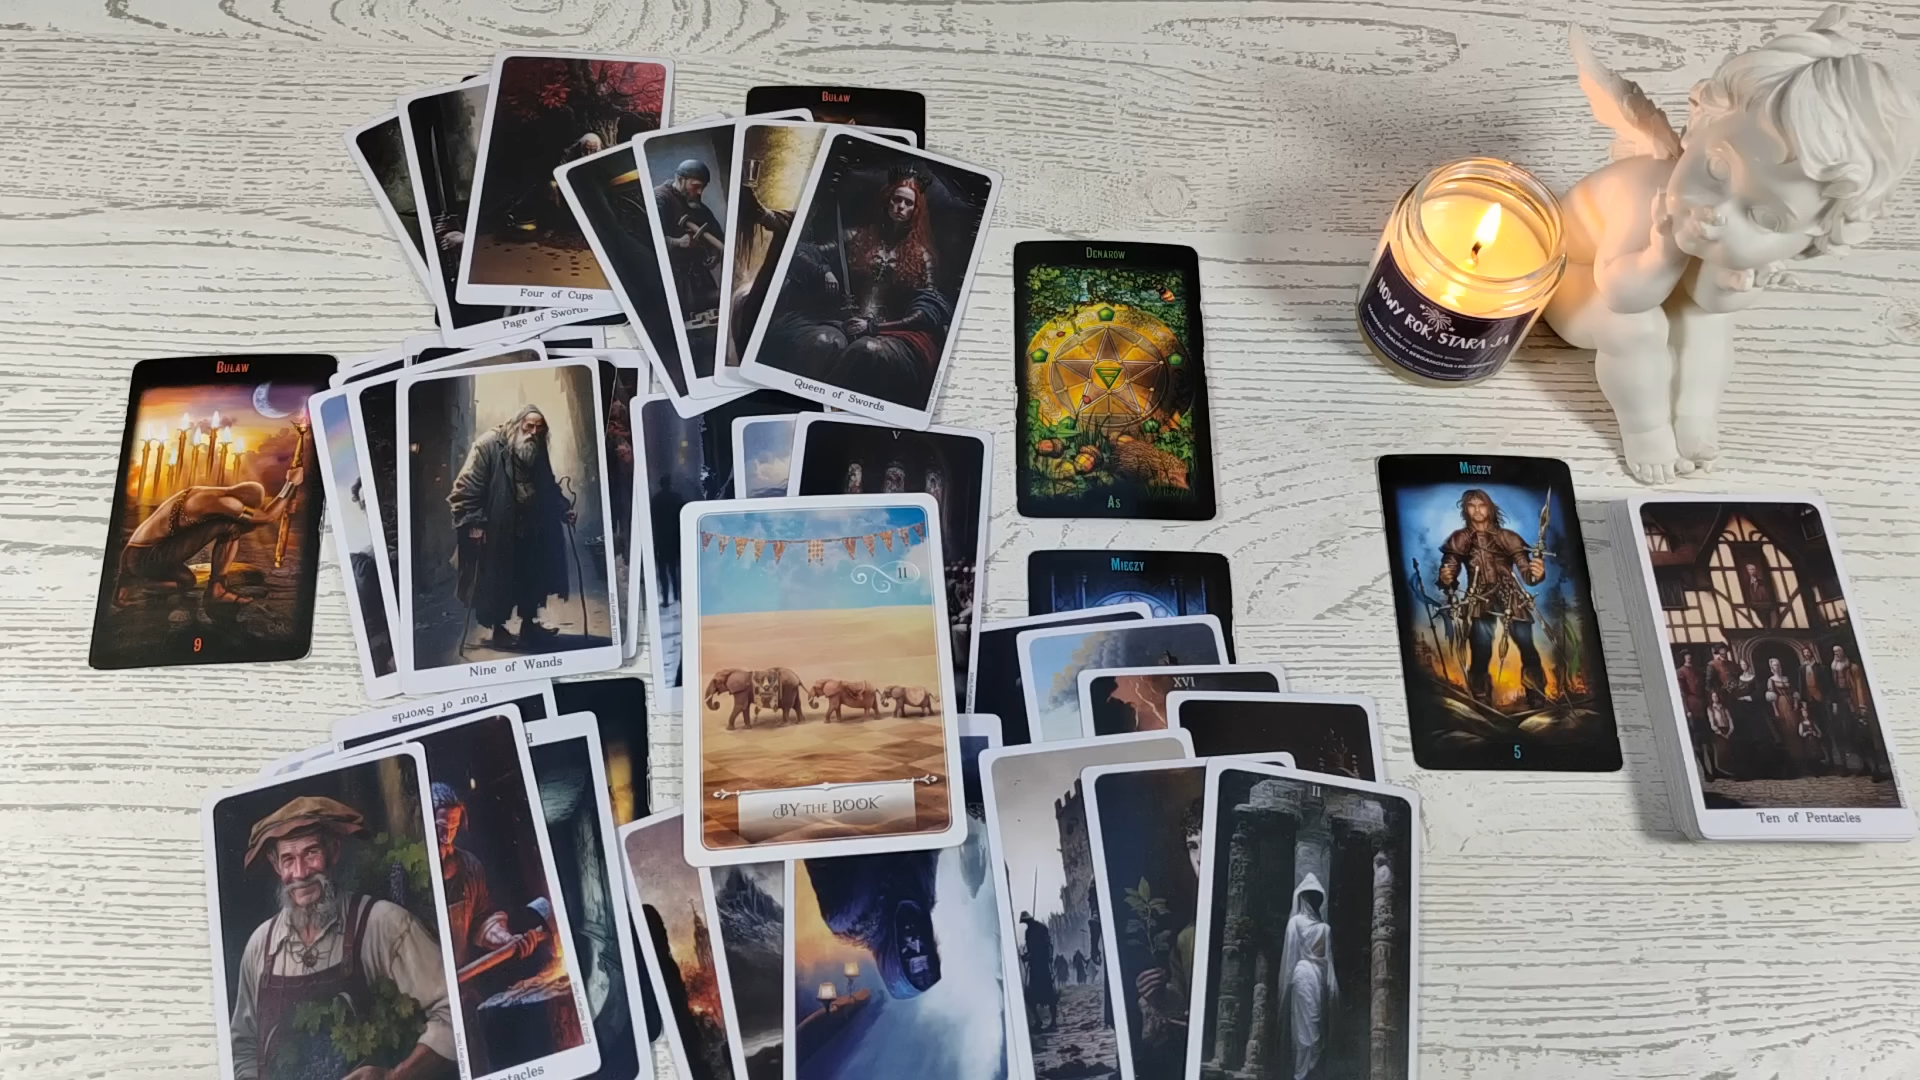 BUŁAW
Four of Cups
Page of Swords
Queen of Swords
DENARÓW
AS
NOWY ROK, STARA JA
BUŁAW
9
Nine of Wands
V
MIECZY
MIECZY
5
II
BY THE BOOK
XVI
Ten of Pentacles
Four of Swords
II